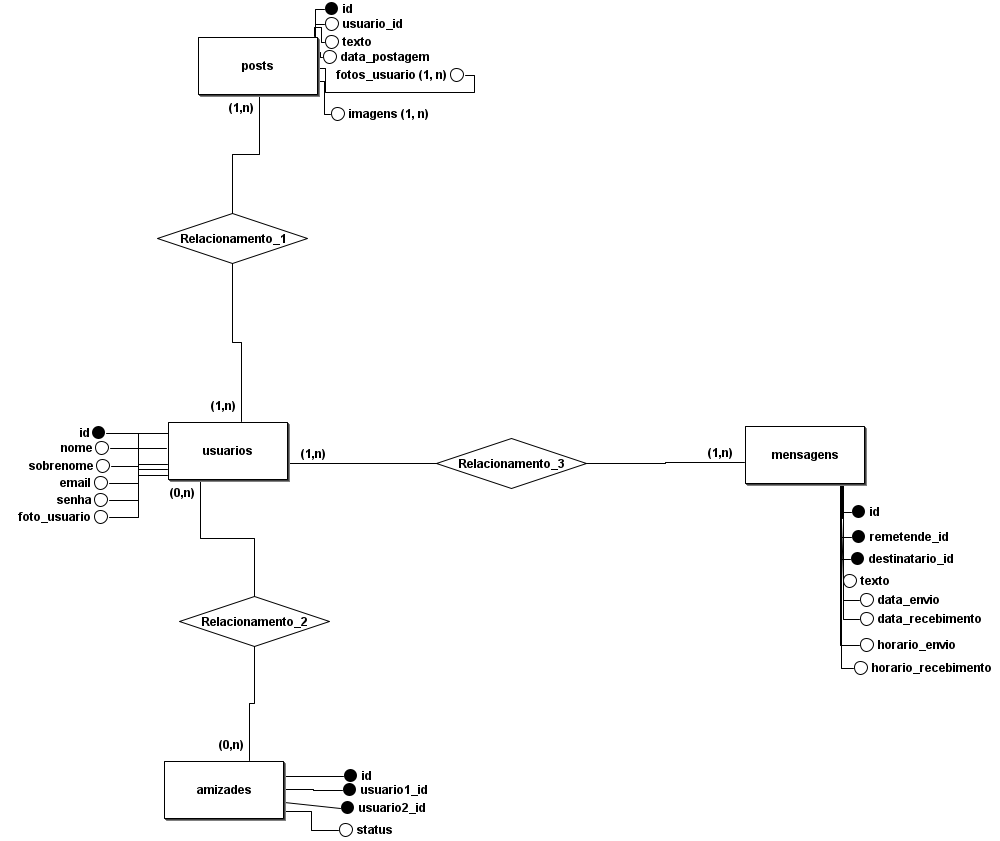 id
usuario_id
texto
data_postagem
fotos_usuario (1, n)
imagens (1, n)
posts
(1,n)
Relacionamento_1
(1,n)
id
nome
sobrenome
email
senha
foto_usuario
usuarios
(1,n)
(0,n)
Relacionamento_3
(1,n)
mensagens
id
remetende_id
destinatario_id
texto
data_envio
data_recebimento
horario_envio
horario_recebimento
Relacionamento_2
(0,n)
amizades
id
usuario1_id
usuario2_id
status